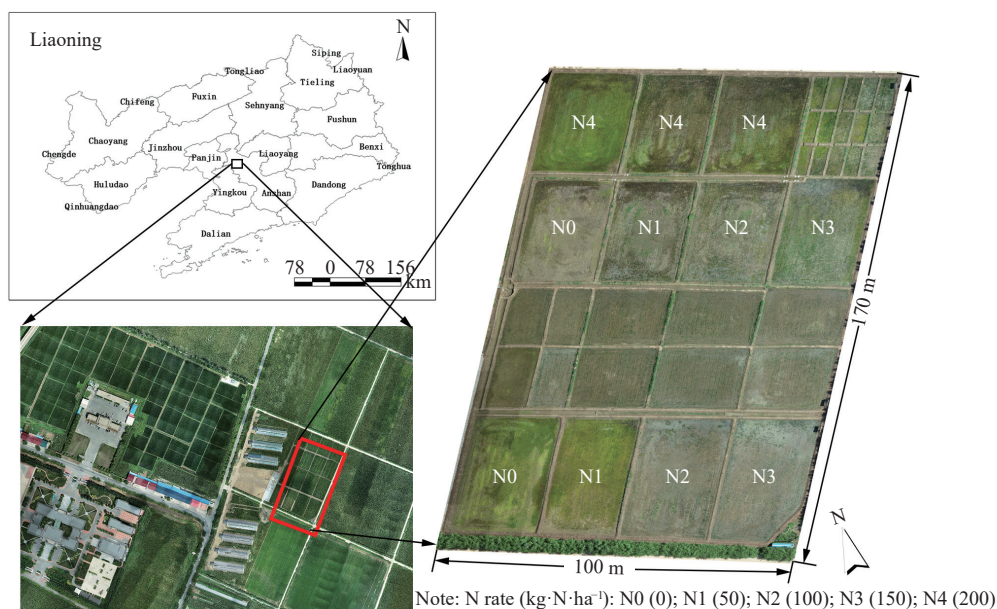 Liaoning
N
Siping
Tongliao
Liaoyuan
Tieling
Chifeng
Fuxin
Sehnyang
Fushun
Chaoyang
Benxi
Jinzhou
Chengde
Panjin
Liaoyang
Tonghua
Huludao
Dandong
Yingkou
Anshan
Qinhuangdao
Dalian
78 0 78 156
km
N4 N4 N4
N0 N1 N2 N3
170 m
N0 N1 N2 N3
N
100 m
Note: N rate (kg·N·ha⁻¹): N0 (0); N1 (50); N2 (100); N3 (150); N4 (200)